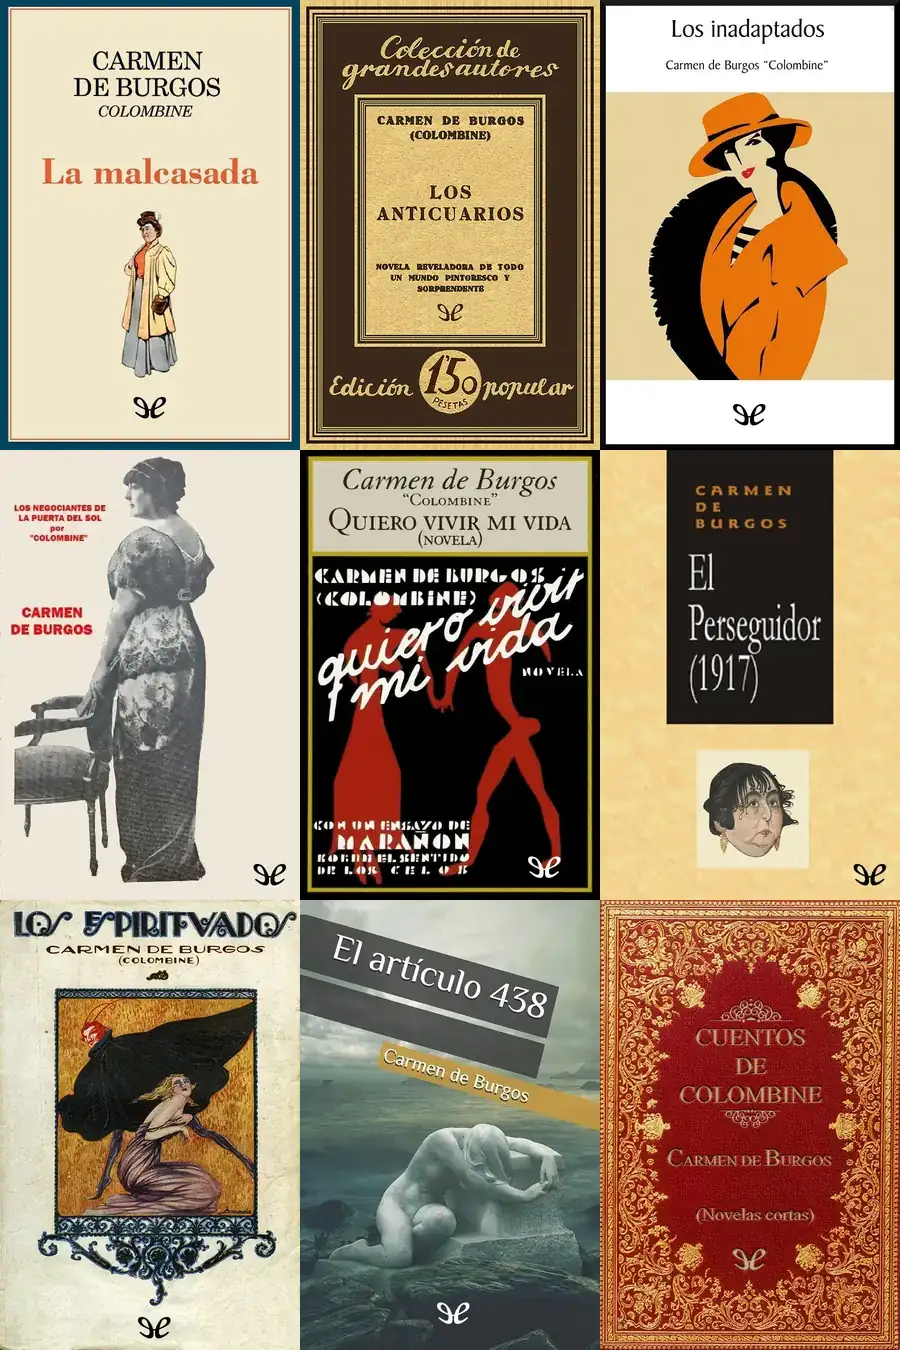 CARMEN
DE BURGOS
COLOMBINE
La malcasada
Colección de
grandes autores
CARMEN DE BURGOS
(COLOMBINE)
LOS
ANTICUARIOS
NOVELA REVELADORA DE TODO
UN MUNDO PINTORESCO Y
SORPRENDENTE
Edición 1'50 popular
PESETAS
Los inadaptados
Carmen de Burgos “Colombine”
LOS NEGOCIANTES DE
LA PUERTA DEL SOL
por
"COLOMBINE"
CARMEN
DE BURGOS
Carmen de Burgos
“COLOMBINE”
QUIERO VIVIR MI VIDA
(NOVELA)
CARMEN DE BURGOS
(COLOMBINE)
quiero vivir
mi vida
NOVELA
CON UN ENSAYO DE
MARAÑON
SOBRE EL SENTIDO
DE LOS CELOS
CARMEN
DE
BURGOS
El
Perseguidor
(1917)
LOS ESPIRITUADOS
CARMEN DE BURGOS
(COLOMBINE)
El artículo 438
Carmen de Burgos
CUENTOS
DE
COLOMBINE
CARMEN DE BURGOS
(Novelas cortas)